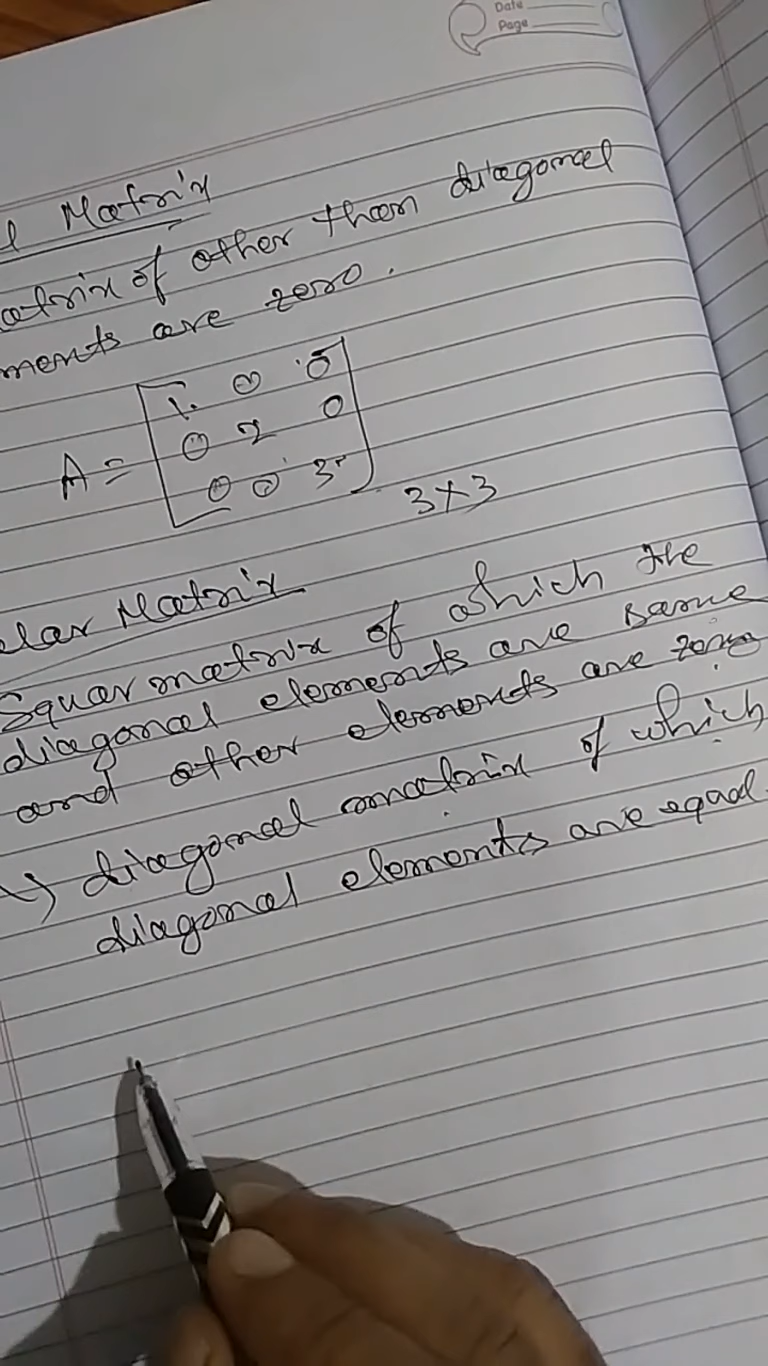 Date
Page
l Matrix
atrix of other than diagonal
ments are zero.
1 0 0
A = 0 2 0
0 0 3
3×3
lar Matrix
Squar matrix of which the
diagonal elements are same
and other elements are zero
↳ diagonal matrix of which
diagonal elements are equal.